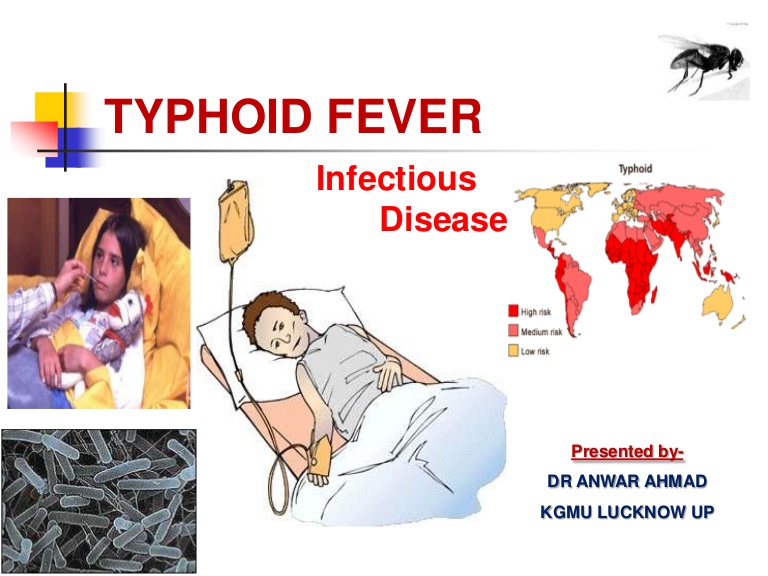 TYPHOID FEVER
Infectious
Disease
Typhoid
High risk
Medium risk
Low risk
Presented by-
DR ANWAR AHMAD
KGMU LUCKNOW UP